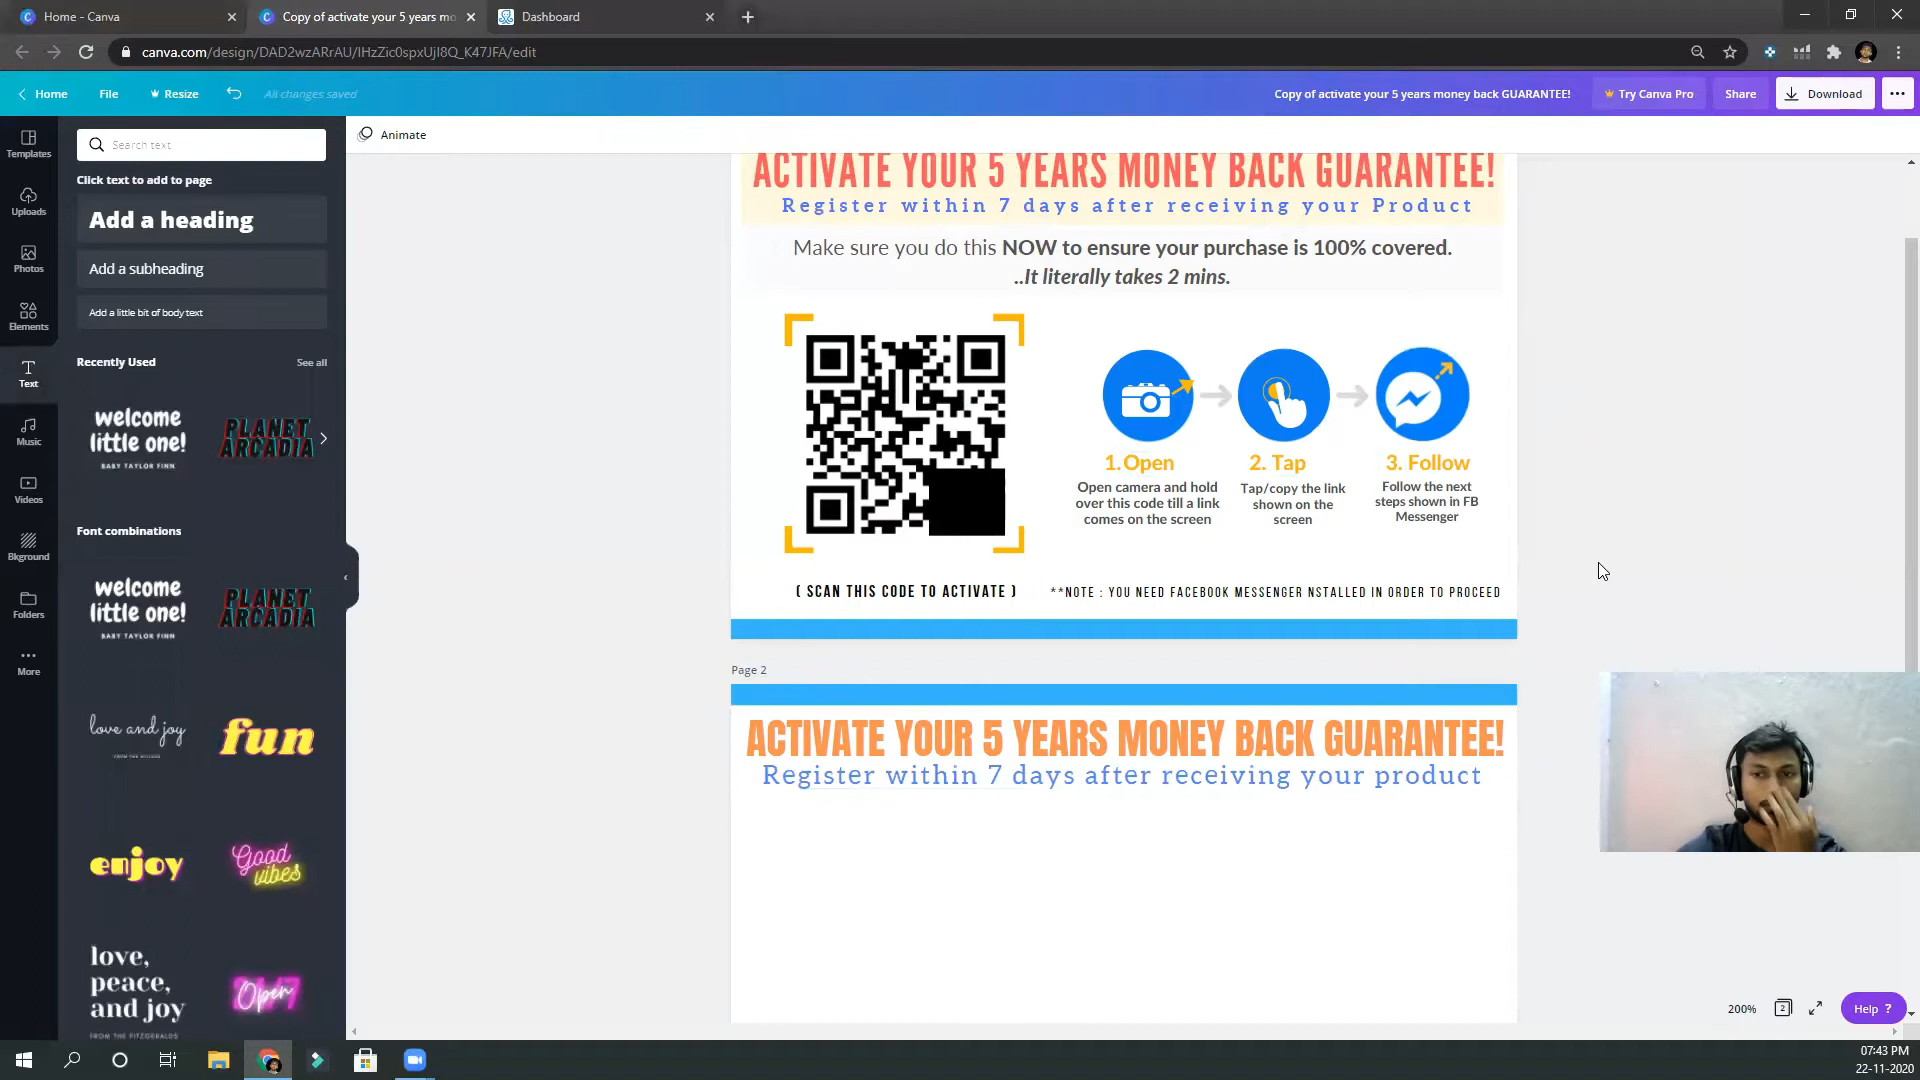 Home - Canva
Copy of activate your 5 years mo
Dashboard
canva.com/design/DAD2wzARrAU/IHzZic0spxUjI8Q_K47JFA/edit
Home
File
Resize
All changes saved
Copy of activate your 5 years money back GUARANTEE!
Try Canva Pro
Share
Download
Templates
Uploads
Photos
Elements
Text
Music
Videos
Bkground
Folders
More
Search text
Click text to add to page
Add a heading
Add a subheading
Add a little bit of body text
Recently Used
See all
welcome
little one!
BABY TAYLOR FINN
PLANET
ARCADIA
Font combinations
welcome
little one!
BABY TAYLOR FINN
PLANET
ARCADIA
love and joy
fun
enjoy
Good
vibes
love,
peace,
and joy
FROM THE FITZGERALDS
Open
Animate
ACTIVATE YOUR 5 YEARS MONEY BACK GUARANTEE!
Register within 7 days after receiving your Product
Make sure you do this NOW to ensure your purchase is 100% covered.
..It literally takes 2 mins.
1.Open
Open camera and hold
over this code till a link
comes on the screen
2. Tap
Tap/copy the link
shown on the
screen
3. Follow
Follow the next
steps shown in FB
Messenger
( SCAN THIS CODE TO ACTIVATE )
**NOTE : YOU NEED FACEBOOK MESSENGER NSTALLED IN ORDER TO PROCEED
Page 2
ACTIVATE YOUR 5 YEARS MONEY BACK GUARANTEE!
Register within 7 days after receiving your product
200%
2
Help ?
07:43 PM
22-11-2020